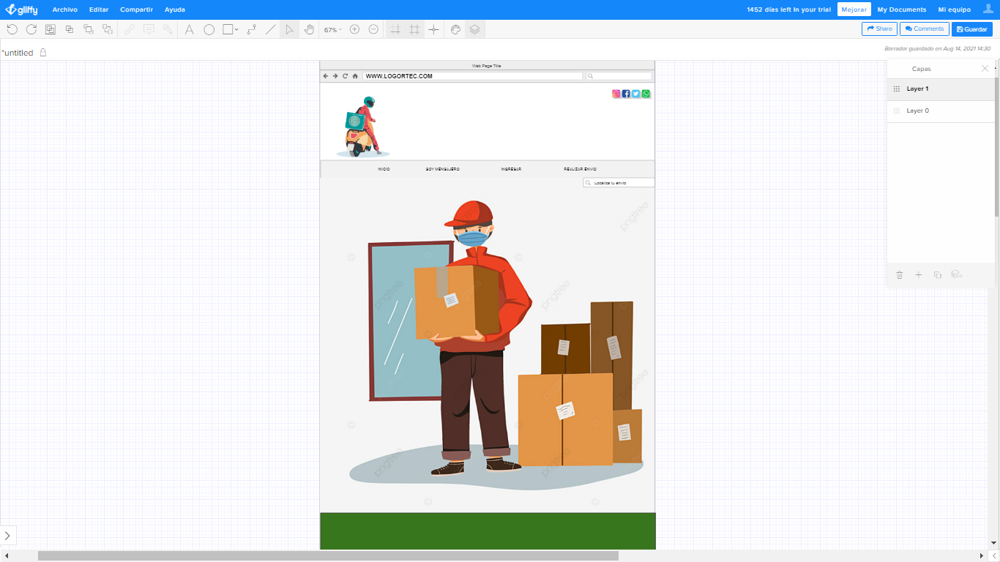 gliffy Archivo Editar Compartir Ayuda 1452 días left In your trial Mejorar My Documents Mi equipo
A 67% Share Comments Guardar
*untitled Borrador guardado en Aug 14, 2021 14:30
Capas
Layer 1
Layer 0
Web Page Title
WWW.LOGORTEC.COM
INICIO SOY MENSAJERO INGRESAR REALIZAR ENVIO
Localiza tu envio
pngtree
pngtree
pngtree
pngtree
pngtree
pngtree
pngtree
pngtree